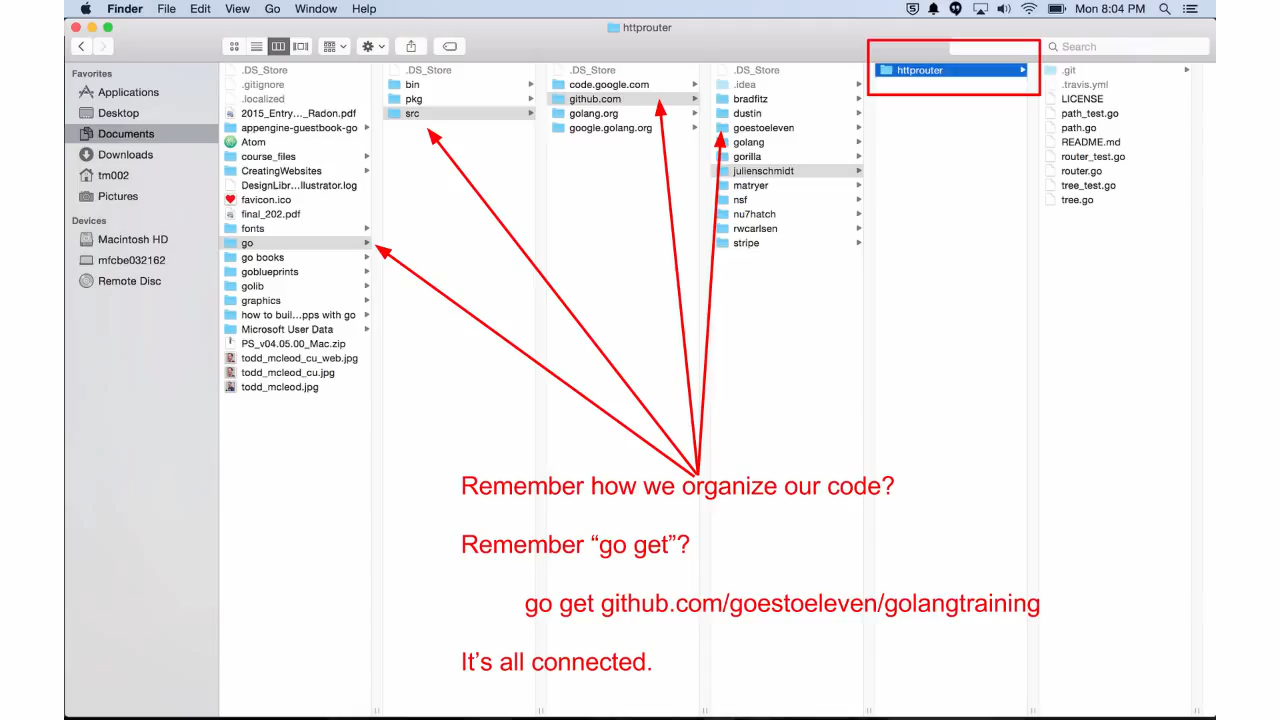 Finder File Edit View Go Window Help Mon 8:04 PM
httprouter
Search
Favorites
Applications
Desktop
Documents
Downloads
tm002
Pictures
Devices
Macintosh HD
mfcbe032162
Remote Disc
.DS_Store
.gitignore
.localized
2015_Entry…_Radon.pdf
appengine-guestbook-go
Atom
course_files
CreatingWebsites
DesignLibr…llustrator.log
favicon.ico
final_202.pdf
fonts
go
go books
goblueprints
golib
graphics
how to buil…pps with go
Microsoft User Data
PS_v04.05.00_Mac.zip
todd_mcleod_cu_web.jpg
todd_mcleod_cu.jpg
todd_mcleod.jpg
.DS_Store
bin
pkg
src
.DS_Store
code.google.com
github.com
golang.org
google.golang.org
.DS_Store
.idea
bradfitz
dustin
goestoeleven
golang
gorilla
julienschmidt
matryer
nsf
nu7hatch
rwcarlsen
stripe
httprouter
.git
.travis.yml
LICENSE
path_test.go
path.go
README.md
router_test.go
router.go
tree_test.go
tree.go
Remember how we organize our code?
Remember “go get”?
go get github.com/goestoeleven/golangtraining
It’s all connected.